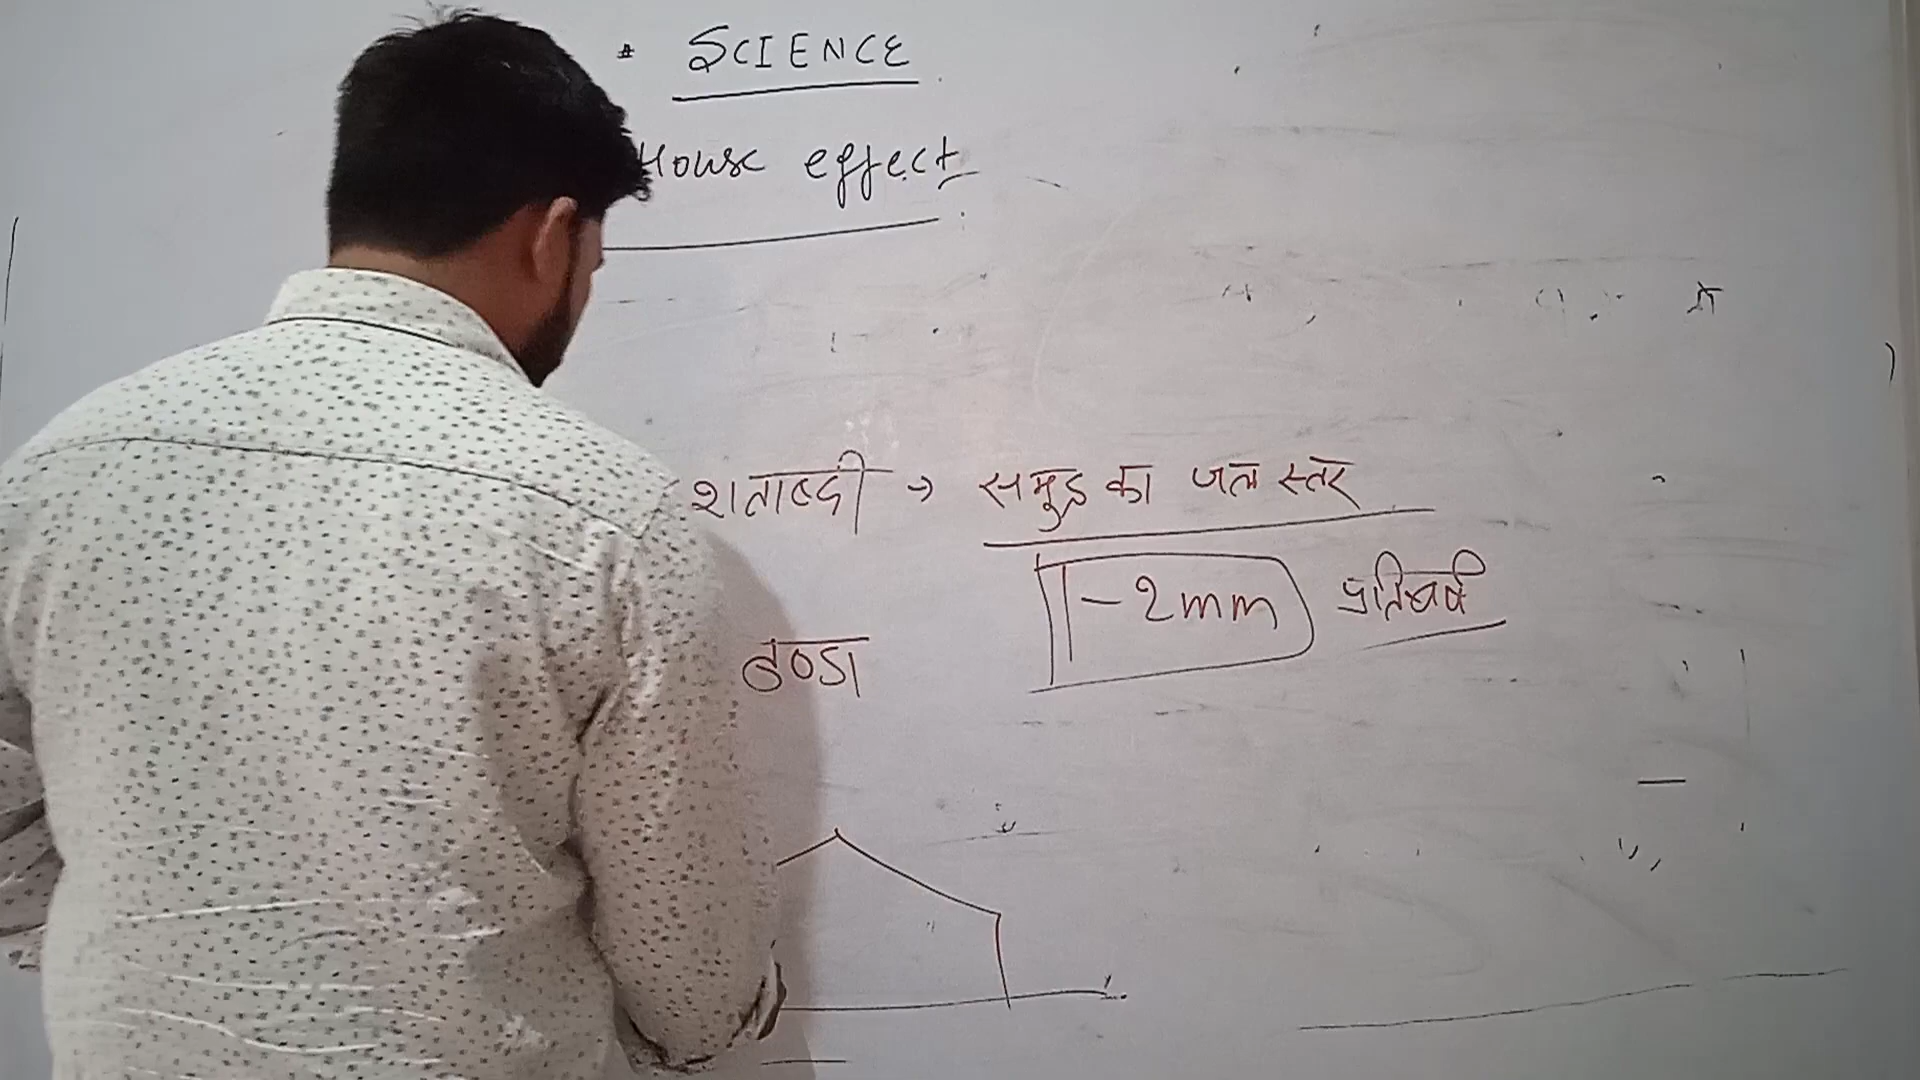 * SCIENCE
House effect
शताब्दी → समुद्र का जल स्तर
1-2mm प्रतिवर्ष
ठण्डा